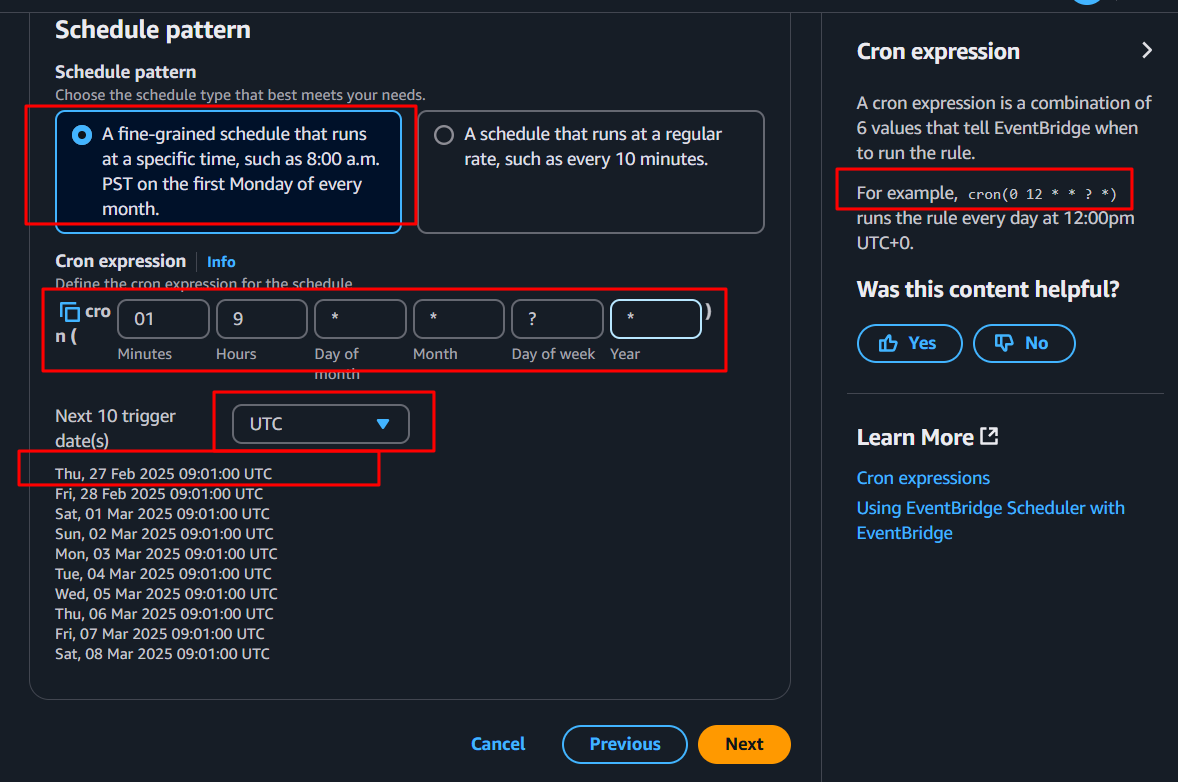 Schedule pattern
Schedule pattern
Choose the schedule type that best meets your needs.
A fine-grained schedule that runs
at a specific time, such as 8:00 a.m.
PST on the first Monday of every
month.
A schedule that runs at a regular
rate, such as every 10 minutes.
Cron expression
Info
Define the cron expression for the schedule
cro
n (
01
9
*
*
?
*
)
Minutes
Hours
Day of
month
Month
Day of week
Year
Next 10 trigger
date(s)
UTC
Thu, 27 Feb 2025 09:01:00 UTC
Fri, 28 Feb 2025 09:01:00 UTC
Sat, 01 Mar 2025 09:01:00 UTC
Sun, 02 Mar 2025 09:01:00 UTC
Mon, 03 Mar 2025 09:01:00 UTC
Tue, 04 Mar 2025 09:01:00 UTC
Wed, 05 Mar 2025 09:01:00 UTC
Thu, 06 Mar 2025 09:01:00 UTC
Fri, 07 Mar 2025 09:01:00 UTC
Sat, 08 Mar 2025 09:01:00 UTC
Cancel
Previous
Next
Cron expression
A cron expression is a combination of
6 values that tell EventBridge when
to run the rule.
For example, cron(0 12 * * ? *)
runs the rule every day at 12:00pm
UTC+0.
Was this content helpful?
Yes
No
Learn More
Cron expressions
Using EventBridge Scheduler with
EventBridge